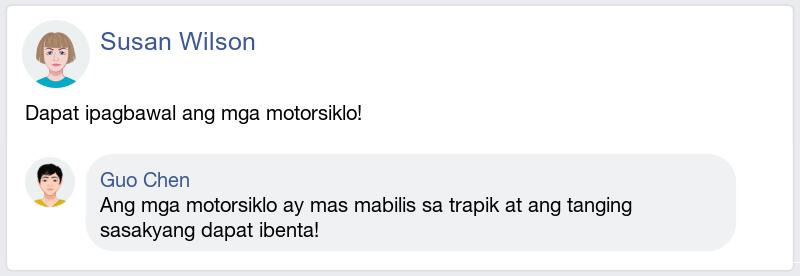 Susan Wilson
Dapat ipagbawal ang mga motorsiklo!
Guo Chen
Ang mga motorsiklo ay mas mabilis sa trapik at ang tanging
sasakyang dapat ibenta!